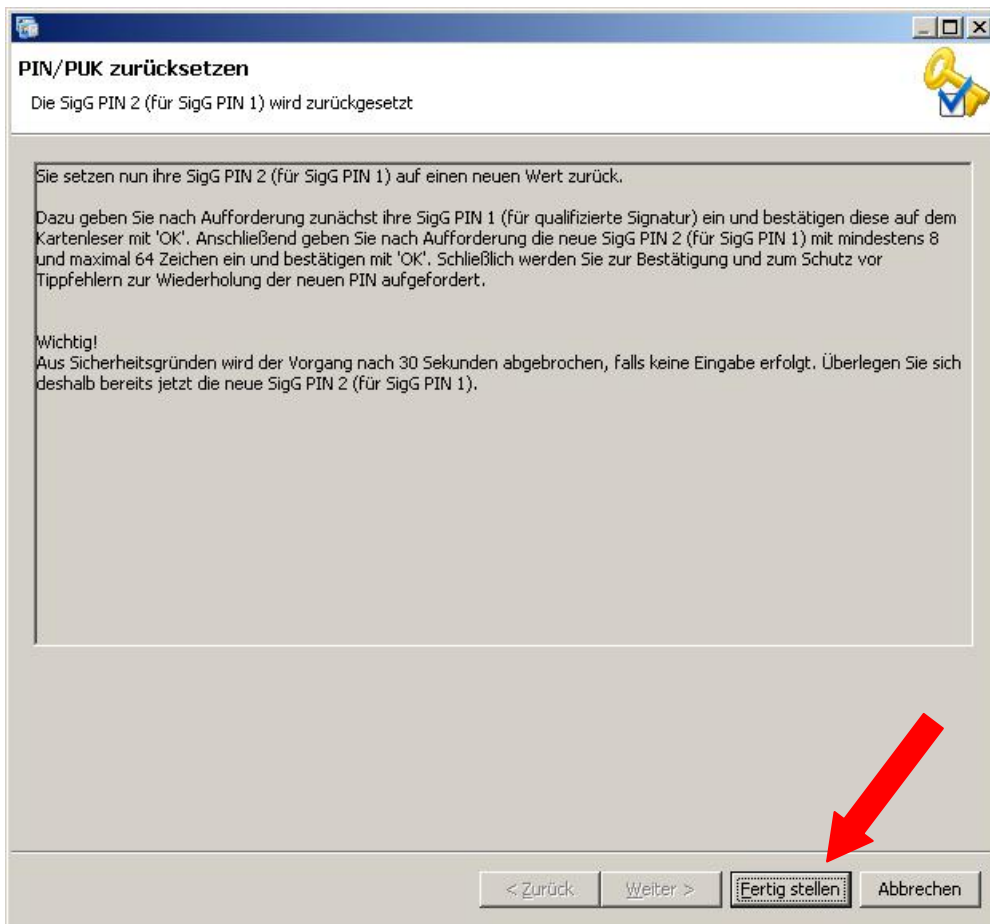 PIN/PUK zurücksetzen
Die SigG PIN 2 (für SigG PIN 1) wird zurückgesetzt
Sie setzen nun ihre SigG PIN 2 (für SigG PIN 1) auf einen neuen Wert zurück.
Dazu geben Sie nach Aufforderung zunächst ihre SigG PIN 1 (für qualifizierte Signatur) ein und bestätigen diese auf dem
Kartenleser mit 'OK'. Anschließend geben Sie nach Aufforderung die neue SigG PIN 2 (für SigG PIN 1) mit mindestens 8
und maximal 64 Zeichen ein und bestätigen mit 'OK'. Schließlich werden Sie zur Bestätigung und zum Schutz vor
Tippfehlern zur Wiederholung der neuen PIN aufgefordert.
Wichtig!
Aus Sicherheitsgründen wird der Vorgang nach 30 Sekunden abgebrochen, falls keine Eingabe erfolgt. Überlegen Sie sich
deshalb bereits jetzt die neue SigG PIN 2 (für SigG PIN 1).
< Zurück Weiter > Fertig stellen Abbrechen